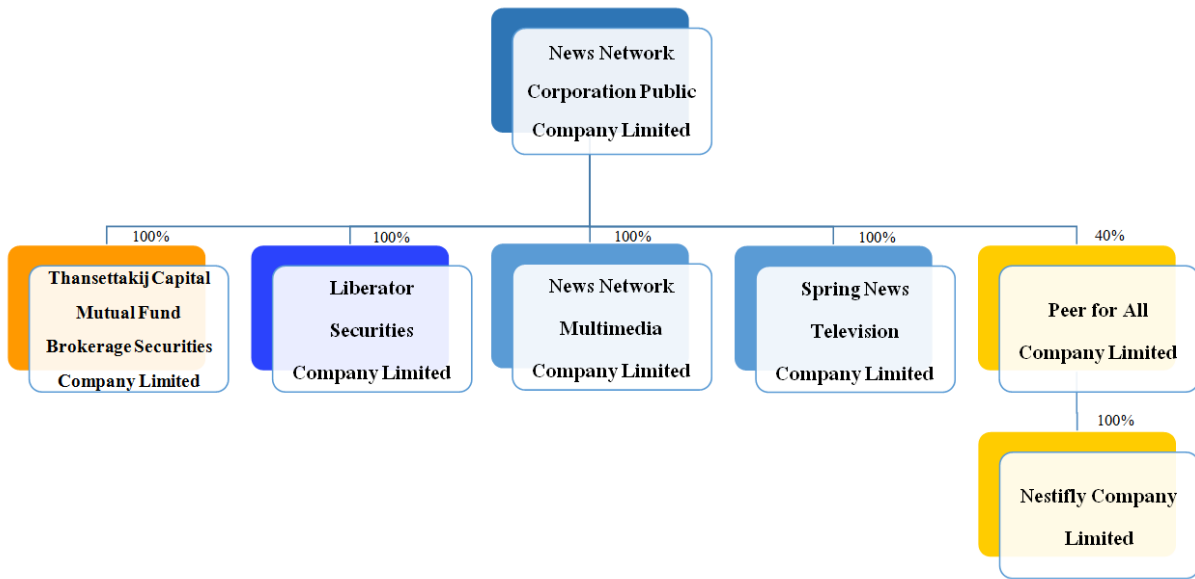 News Network
Corporation Public
Company Limited
100%
100%
100%
100%
40%
Thansettakij Capital
Mutual Fund
Brokerage Securities
Company Limited
Liberator
Securities
Company Limited
News Network
Multimedia
Company Limited
Spring News
Television
Company Limited
Peer for All
Company Limited
100%
Nestifly Company
Limited